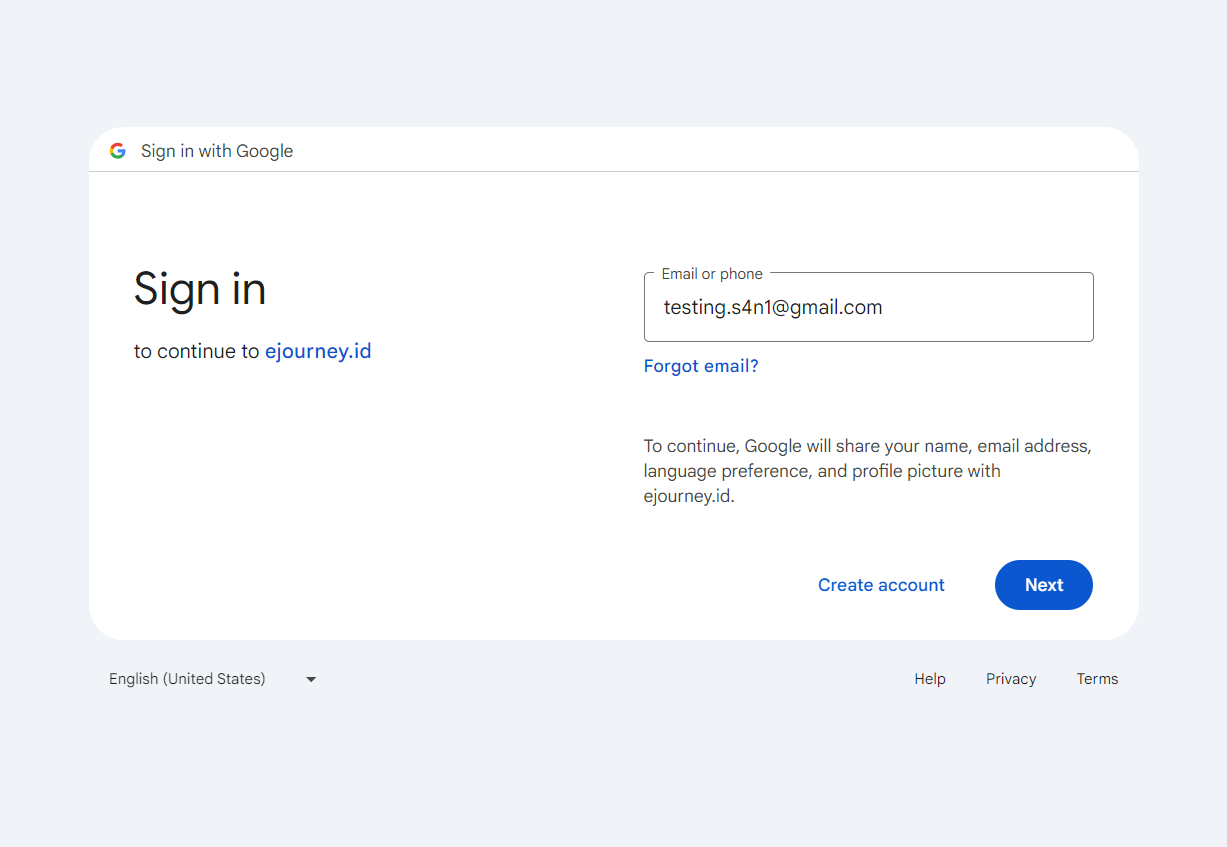 Sign in with Google
Sign in
to continue to ejourney.id
Email or phone
testing.s4n1@gmail.com
Forgot email?
To continue, Google will share your name, email address,
language preference, and profile picture with
ejourney.id.
Create account
Next
English (United States)
Help
Privacy
Terms